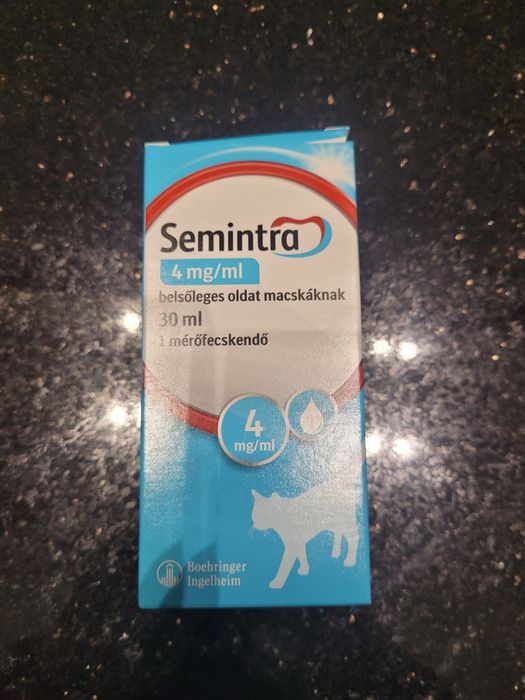 Semintra
4 mg/ml
belsőleges oldat macskáknak
30 ml
1 mérőfecskendő
4
mg/ml
Boehringer
Ingelheim